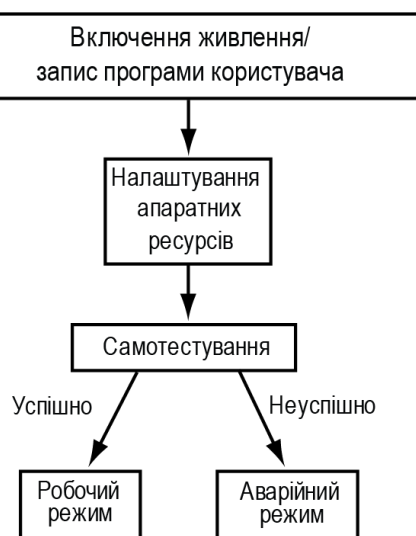 Включення живлення/
запис програми користувача
Налаштування
апаратних
ресурсів
Самотестування
Успішно
Неуспішно
Робочий
режим
Аварійний
режим